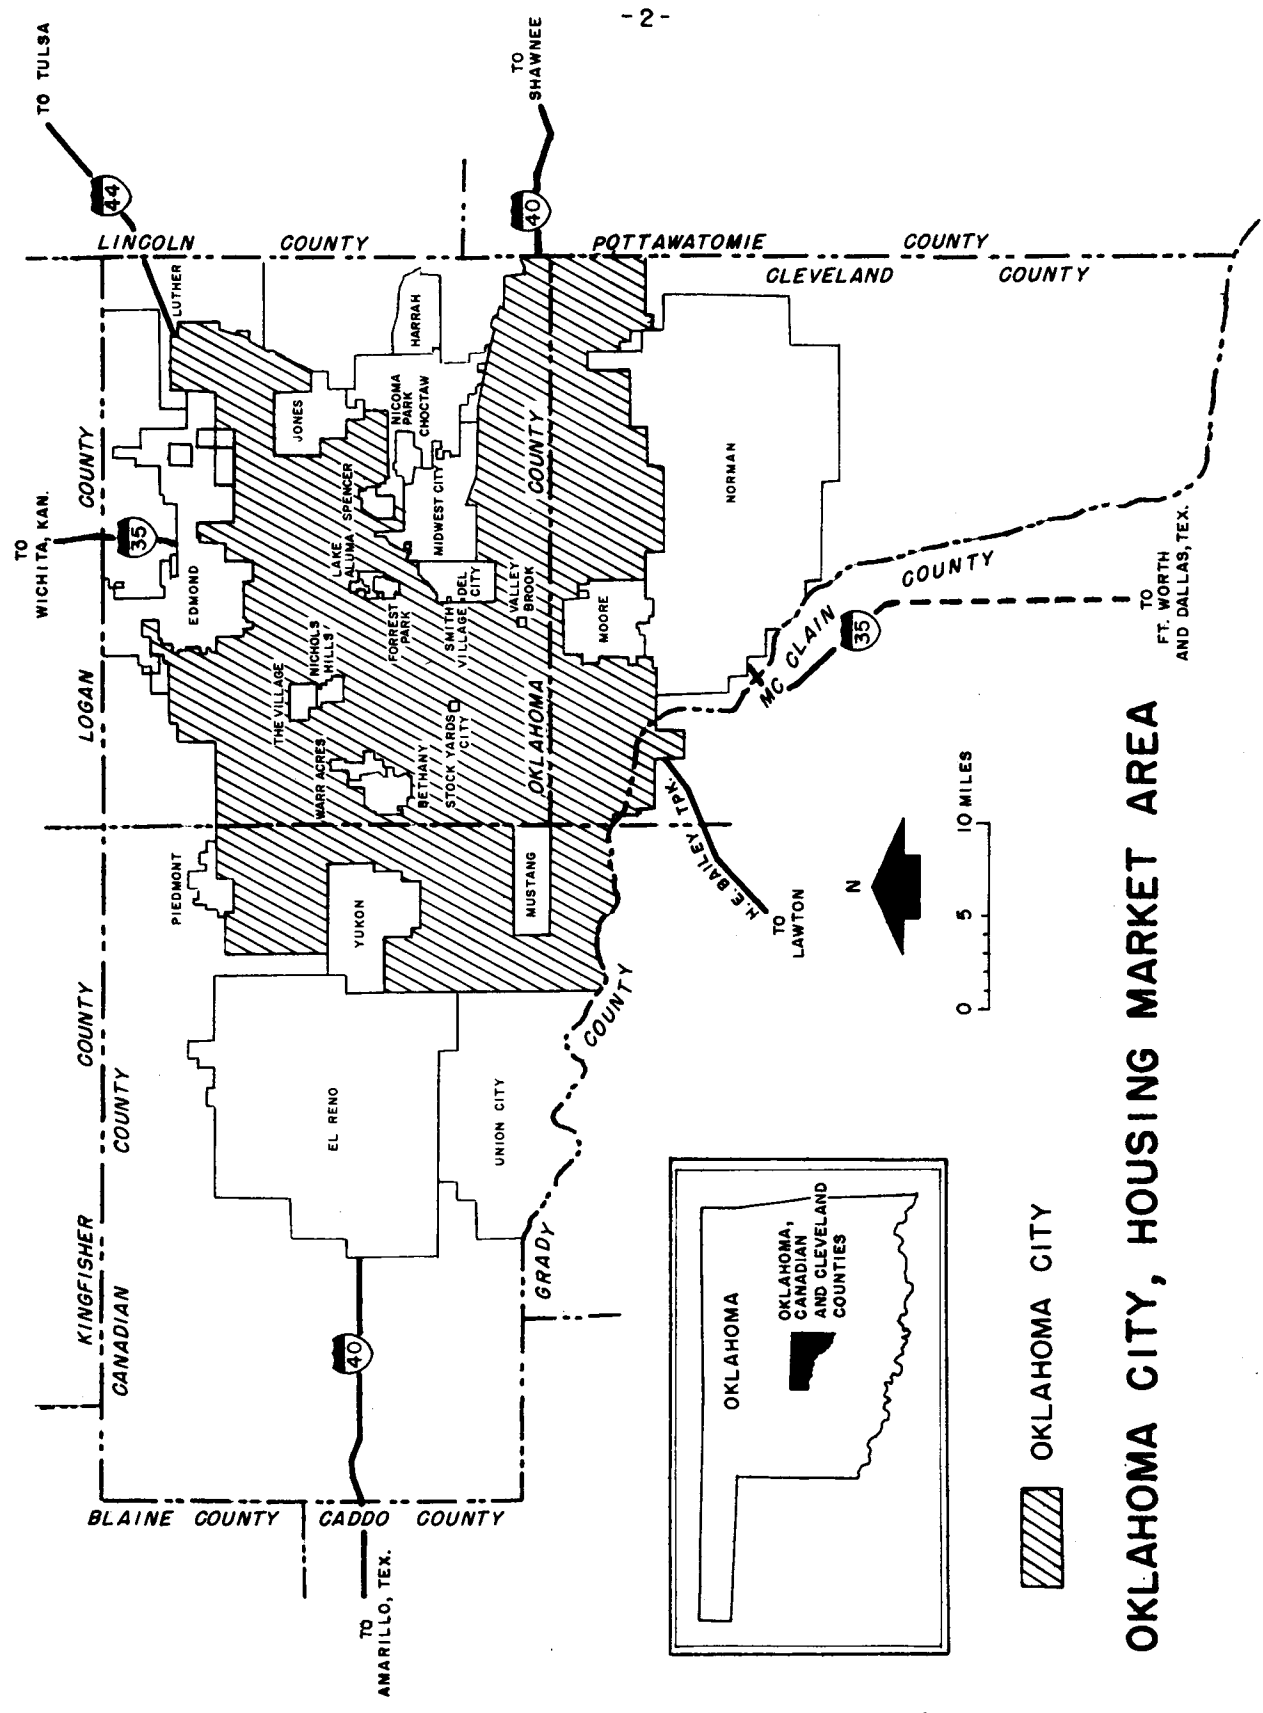 -2-
TO TULSA
44
TO
SHAWNEE
40
LINCOLN COUNTY
POTTAWATOMIE COUNTY
CLEVELAND COUNTY
TO
WICHITA, KAN.
35
LOGAN COUNTY
LUTHER
HARRAH
JONES
NICOMA
PARK
CHOCTAW
SPENCER
MIDWEST CITY
LAKE
ALUMA
EDMOND
DEL
CITY
FORREST
PARK
SMITH
VILLAGE
VALLEY
BROOK
NICHOLS
HILLS
THE VILLAGE
WARR ACRES
BETHANY
STOCK YARDS
CITY
OKLAHOMA COUNTY
MOORE
NORMAN
MC CLAIN COUNTY
35
TO
FT. WORTH
AND DALLAS, TEX.
H.E. BAILEY TPK.
TO
LAWTON
PIEDMONT
YUKON
MUSTANG
KINGFISHER COUNTY
CANADIAN COUNTY
EL RENO
UNION CITY
GRADY COUNTY
40
BLAINE COUNTY
CADDO COUNTY
TO
AMARILLO, TEX.
N
0 5 10 MILES
OKLAHOMA
OKLAHOMA,
CANADIAN
AND CLEVELAND
COUNTIES
OKLAHOMA CITY
OKLAHOMA CITY, HOUSING MARKET AREA